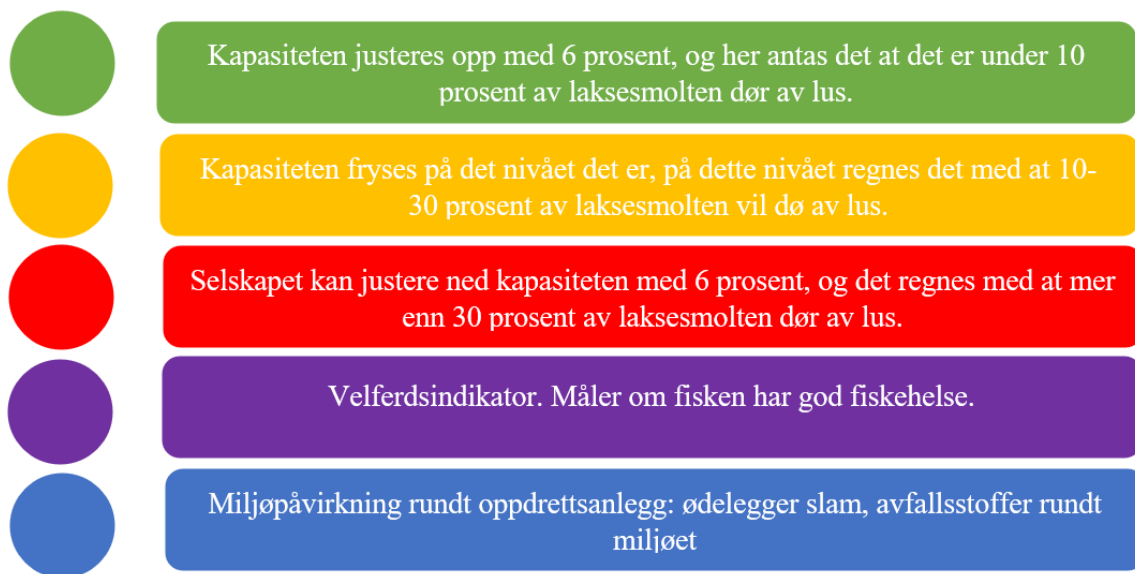 Kapasiteten justeres opp med 6 prosent, og her antas det at det er under 10
prosent av laksesmolten dør av lus.
Kapasiteten fryses på det nivået det er, på dette nivået regnes det med at 10-
30 prosent av laksesmolten vil dø av lus.
Selskapet kan justere ned kapasiteten med 6 prosent, og det regnes med at mer
enn 30 prosent av laksesmolten dør av lus.
Velferdsindikator. Måler om fisken har god fiskehelse.
Miljøpåvirkning rundt oppdrettsanlegg: ødelegger slam, avfallsstoffer rundt
miljøet